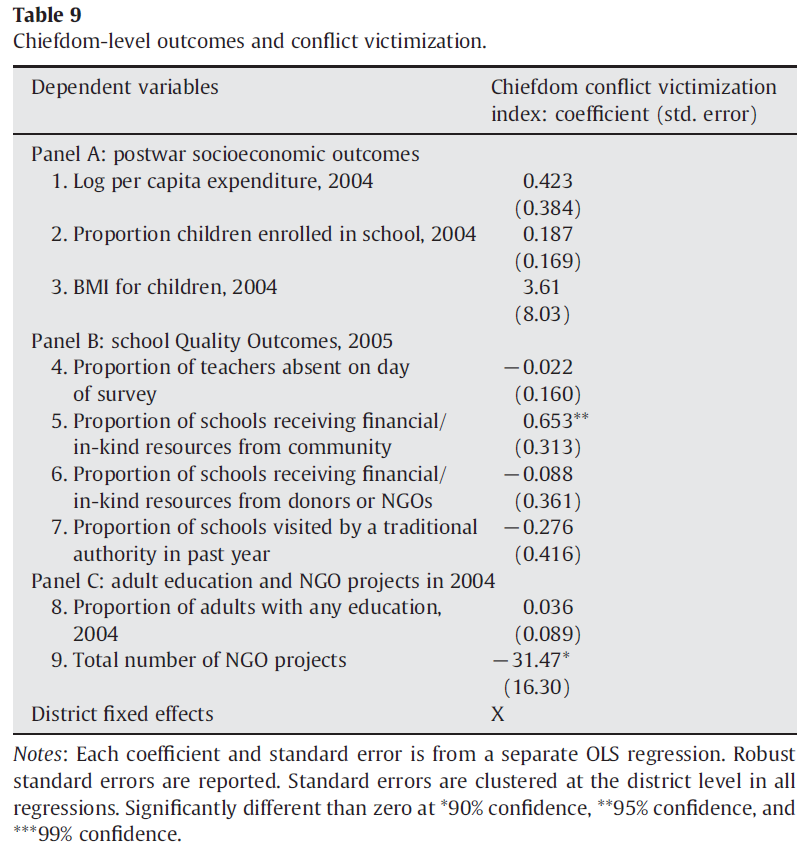 Table 9
Chiefdom-level outcomes and conflict victimization.
Dependent variables Chiefdom conflict victimization
index: coefficient (std. error)
Panel A: postwar socioeconomic outcomes
1. Log per capita expenditure, 2004 0.423
(0.384)
2. Proportion children enrolled in school, 2004 0.187
(0.169)
3. BMI for children, 2004 3.61
(8.03)
Panel B: school Quality Outcomes, 2005
4. Proportion of teachers absent on day −0.022
of survey (0.160)
5. Proportion of schools receiving financial/ 0.653**
in-kind resources from community (0.313)
6. Proportion of schools receiving financial/ −0.088
in-kind resources from donors or NGOs (0.361)
7. Proportion of schools visited by a traditional −0.276
authority in past year (0.416)
Panel C: adult education and NGO projects in 2004
8. Proportion of adults with any education, 0.036
2004 (0.089)
9. Total number of NGO projects −31.47*
(16.30)
District fixed effects X
Notes: Each coefficient and standard error is from a separate OLS regression. Robust
standard errors are reported. Standard errors are clustered at the district level in all
regressions. Significantly different than zero at *90% confidence, **95% confidence, and
***99% confidence.